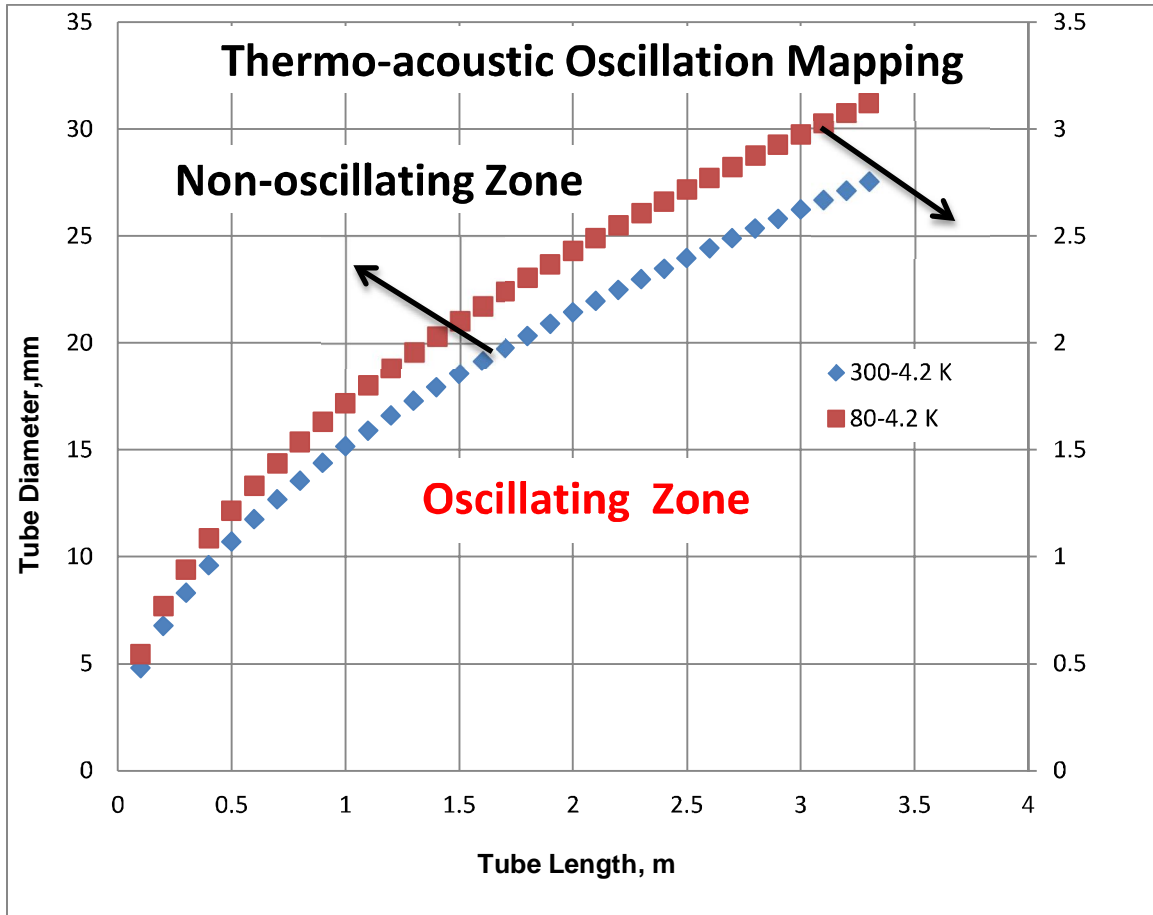 Thermo-acoustic Oscillation Mapping
Non-oscillating Zone
Oscillating  Zone
300-4.2 K
80-4.2 K
Tube Diameter,mm
35
30
25
20
15
10
5
0
3.5
3
2.5
2
1.5
1
0.5
0
0 0.5 1 1.5 2 2.5 3 3.5 4
Tube Length, m